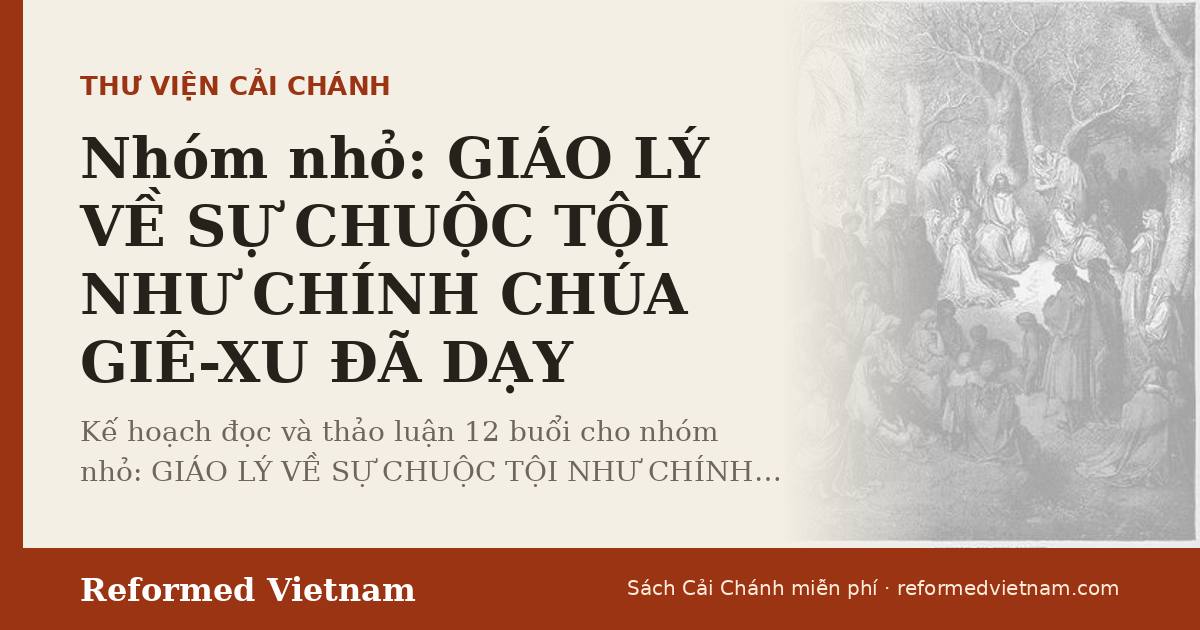 THƯ VIỆN CẢI CHÁNH
Nhóm nhỏ: GIÁO LÝ
VỀ SỰ CHUỘC TỘI
NHƯ CHÍNH CHÚA
GIÊ-XU ĐÃ DẠY
Kế hoạch đọc và thảo luận 12 buổi cho nhóm
nhỏ: GIÁO LÝ VỀ SỰ CHUỘC TỘI NHƯ CHÍNH...
Reformed Vietnam
Sách Cải Chánh miễn phí · reformedvietnam.com